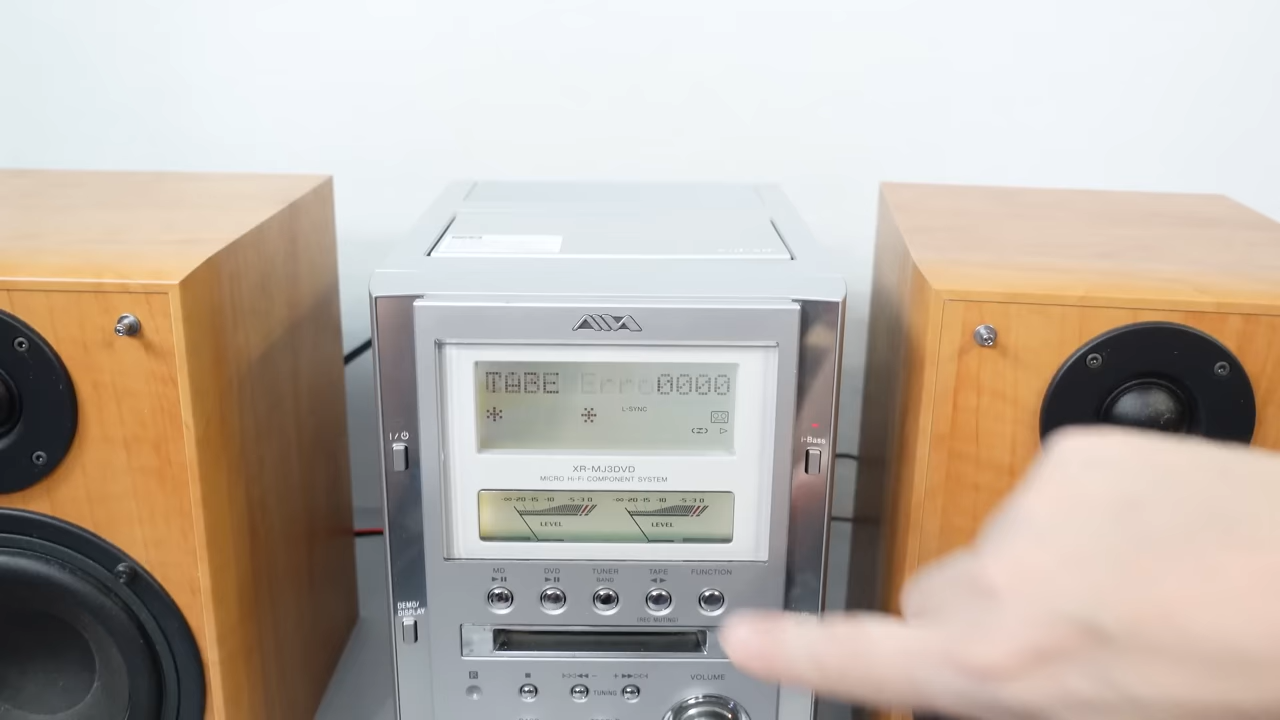 AIWA
TABE Erro0000
L-SYNC
I/⏻
i-Bass
XR-MJ3DVD
MICRO Hi-Fi COMPONENT SYSTEM
-∞ -20 -15 -10 -5 -3 0 -∞ -20 -15 -10 -5 -3 0
LEVEL LEVEL
MD DVD TUNER TAPE FUNCTION
BAND
DEMO/
DISPLAY
(REC MUTING)
VOLUME
TUNING